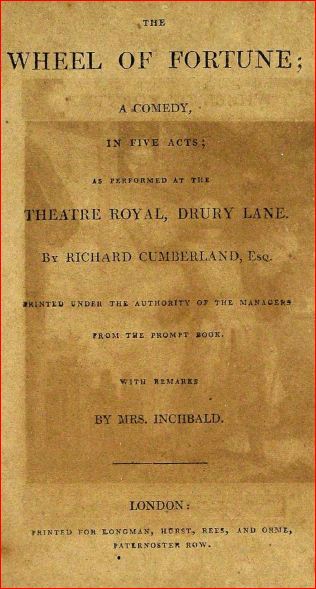 THE
WHEEL OF FORTUNE;
A COMEDY,
IN FIVE ACTS;
AS PERFORMED AT THE
THEATRE ROYAL, DRURY LANE.
By RICHARD CUMBERLAND, Esq.
PRINTED UNDER THE AUTHORITY OF THE MANAGERS
FROM THE PROMPT BOOK.
WITH REMARKS
BY MRS. INCHBALD.
LONDON:
PRINTED FOR LONGMAN, HURST, REES, AND ORME,
PATERNOSTER ROW.